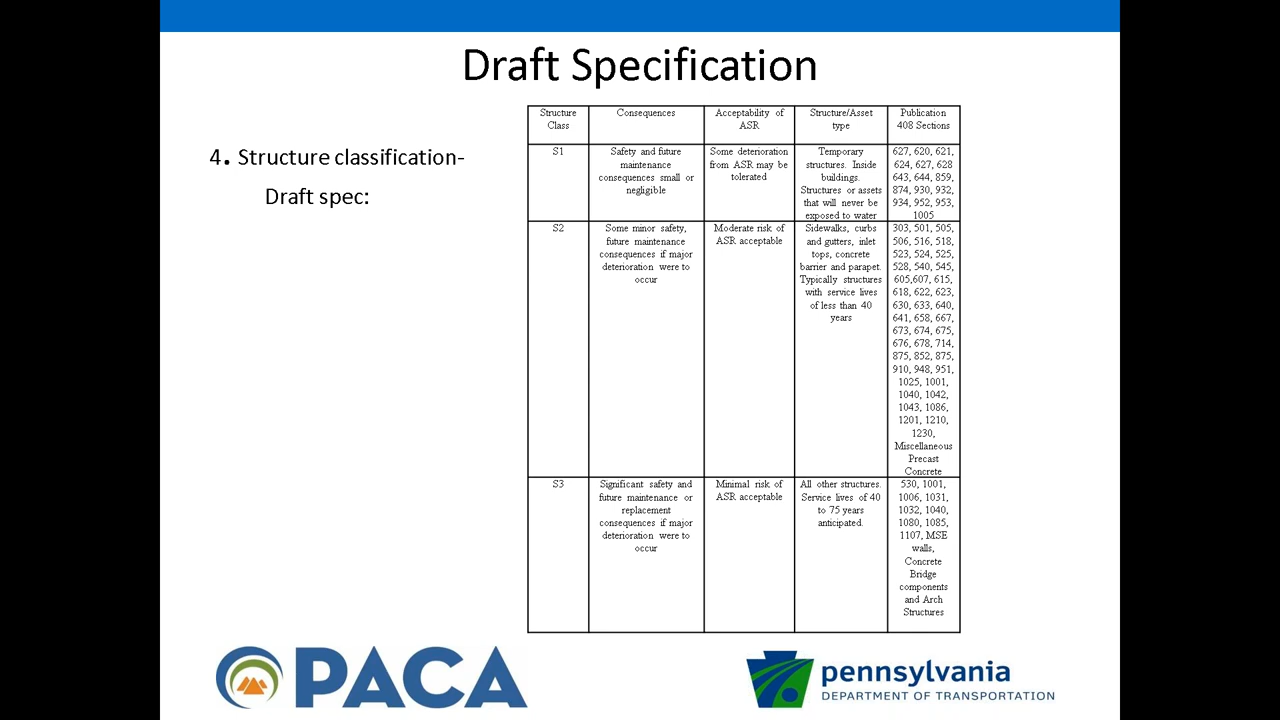 Draft Specification
4. Structure classification-
Draft spec:
Structure
Class
Consequences
Acceptability of
ASR
Structure/Asset
type
Publication
408 Sections
S1
Safety and future
maintenance
consequences small or
negligible
Some deterioration
from ASR may be
tolerated
Temporary
structures. Inside
buildings.
Structures or assets
that will never be
exposed to water
627, 620, 621,
624, 627, 628
643, 644, 859,
874, 930, 932,
934, 952, 953,
1005
S2
Some minor safety,
future maintenance
consequences if major
deterioration were to
occur
Moderate risk of
ASR acceptable
Sidewalks, curbs
and gutters, inlet
tops, concrete
barrier and parapet.
Typically structures
with service lives
of less than 40
years
303, 501, 505,
506, 516, 518,
523, 524, 525,
528, 540, 545,
605,607, 615,
618, 622, 623,
630, 633, 640,
641, 658, 667,
673, 674, 675,
676, 678, 714,
875, 852, 875,
910, 948, 951,
1025, 1001,
1040, 1042,
1043, 1086,
1201, 1210,
1230,
Miscellaneous
Precast
Concrete
S3
Significant safety and
future maintenance or
replacement
consequences if major
deterioration were to
occur
Minimal risk of
ASR acceptable
All other structures.
Service lives of 40
to 75 years
anticipated.
530, 1001,
1006, 1031,
1032, 1040,
1080, 1085,
1107, MSE
walls,
Concrete
Bridge
components
and Arch
Structures
PACA
pennsylvania
DEPARTMENT OF TRANSPORTATION